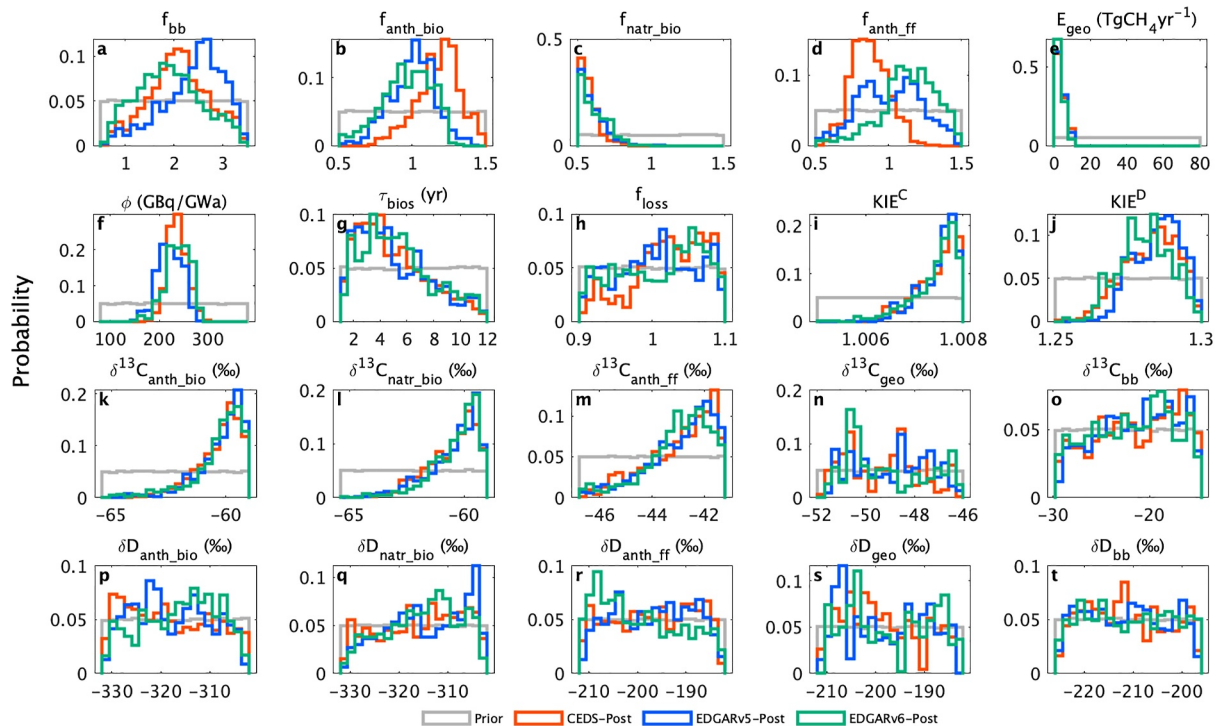 f_bb f_anth_bio f_natr_bio f_anth_ff E_geo (TgCH₄yr⁻¹)
a b c d e
0.1 0.1 0.5 0.1 0.5
0.05
0 0 0 0 0
1 2 3 0.5 1 1.5 0.5 1 1.5 0.5 1 1.5 0 20 40 60 80
ϕ (GBq/GWa) τ_bios (yr) f_loss KIE^C KIE^D
f g h i j
0.2 0.1 0.1 0.2 0.1
0.1 0.05 0.05 0.1 0.05
0 0 0 0 0
100 200 300 2 4 6 8 10 12 0.9 1 1.1 1.006 1.008 1.25 1.3
Probability
δ¹³C_anth_bio (‰) δ¹³C_natr_bio (‰) δ¹³C_anth_ff (‰) δ¹³C_geo (‰) δ¹³C_bb (‰)
k l m n o
0.2 0.2 0.1 0.2
0.1 0.1 0.05 0.1 0.05
0 0 0 0 0
−65 −60 −65 −60 −46 −44 −42 −52 −50 −48 −46 −30 −20
δD_anth_bio (‰) δD_natr_bio (‰) δD_anth_ff (‰) δD_geo (‰) δD_bb (‰)
p q r s t
0.1 0.1 0.1 0.1 0.1
0.05 0.05 0.05 0.05 0.05
0 0 0 0 0
−330 −320 −310 −330 −320 −310 −210 −200 −190 −210 −200 −190 −220 −210 −200
Prior CEDS−Post EDGARv5−Post EDGARv6−Post